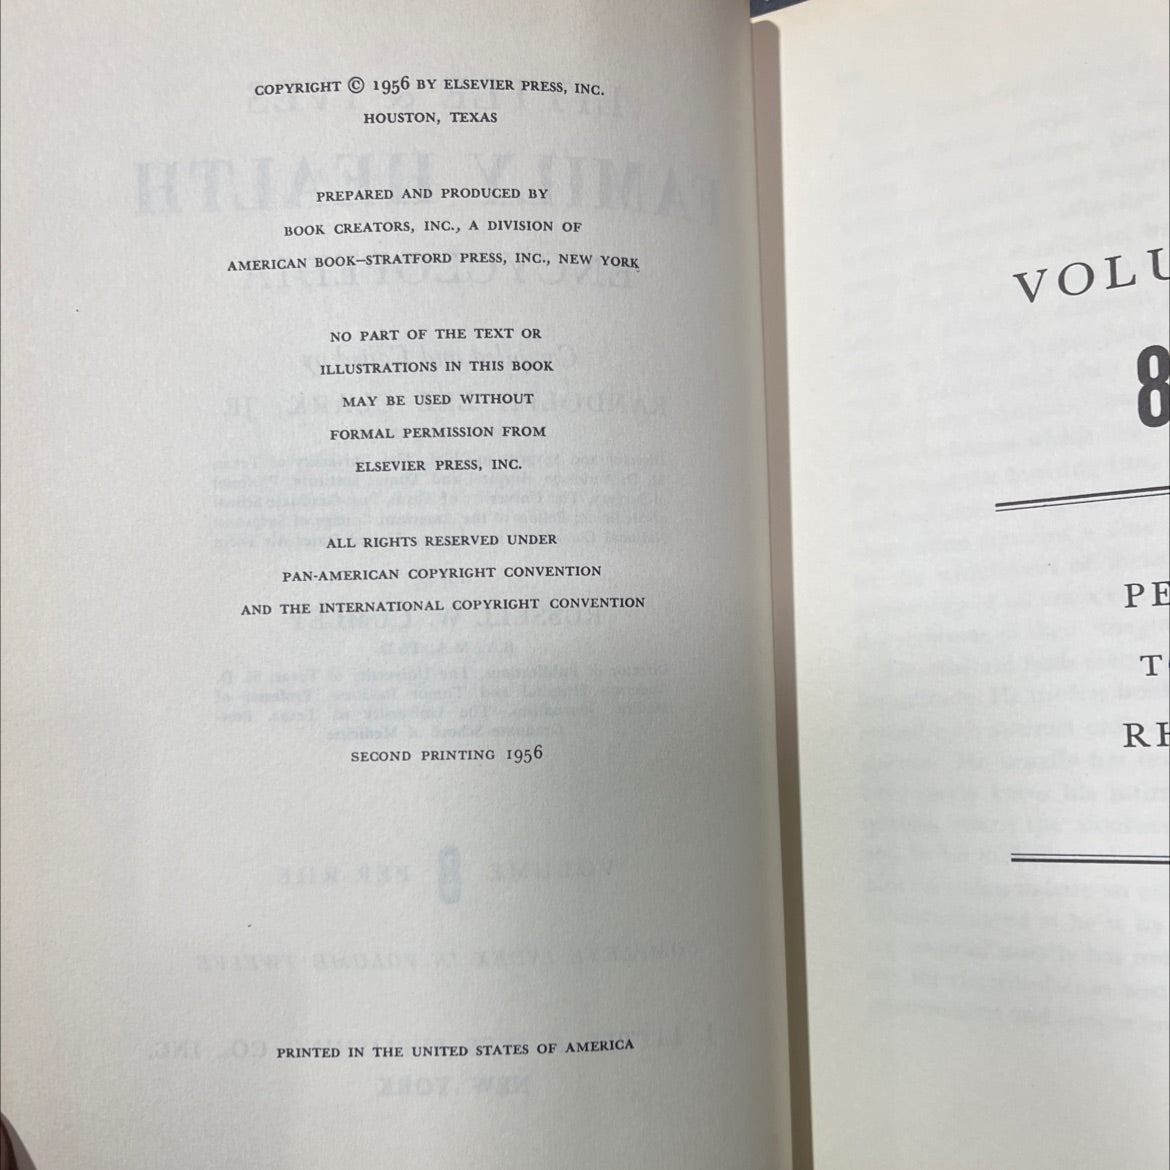 COPYRIGHT © 1956 BY ELSEVIER PRESS, INC.
HOUSTON, TEXAS
PREPARED AND PRODUCED BY
BOOK CREATORS, INC., A DIVISION OF
AMERICAN BOOK–STRATFORD PRESS, INC., NEW YORK
NO PART OF THE TEXT OR
ILLUSTRATIONS IN THIS BOOK
MAY BE USED WITHOUT
FORMAL PERMISSION FROM
ELSEVIER PRESS, INC.
ALL RIGHTS RESERVED UNDER
PAN-AMERICAN COPYRIGHT CONVENTION
AND THE INTERNATIONAL COPYRIGHT CONVENTION
SECOND PRINTING 1956
PRINTED IN THE UNITED STATES OF AMERICA
VOLU
8
PE